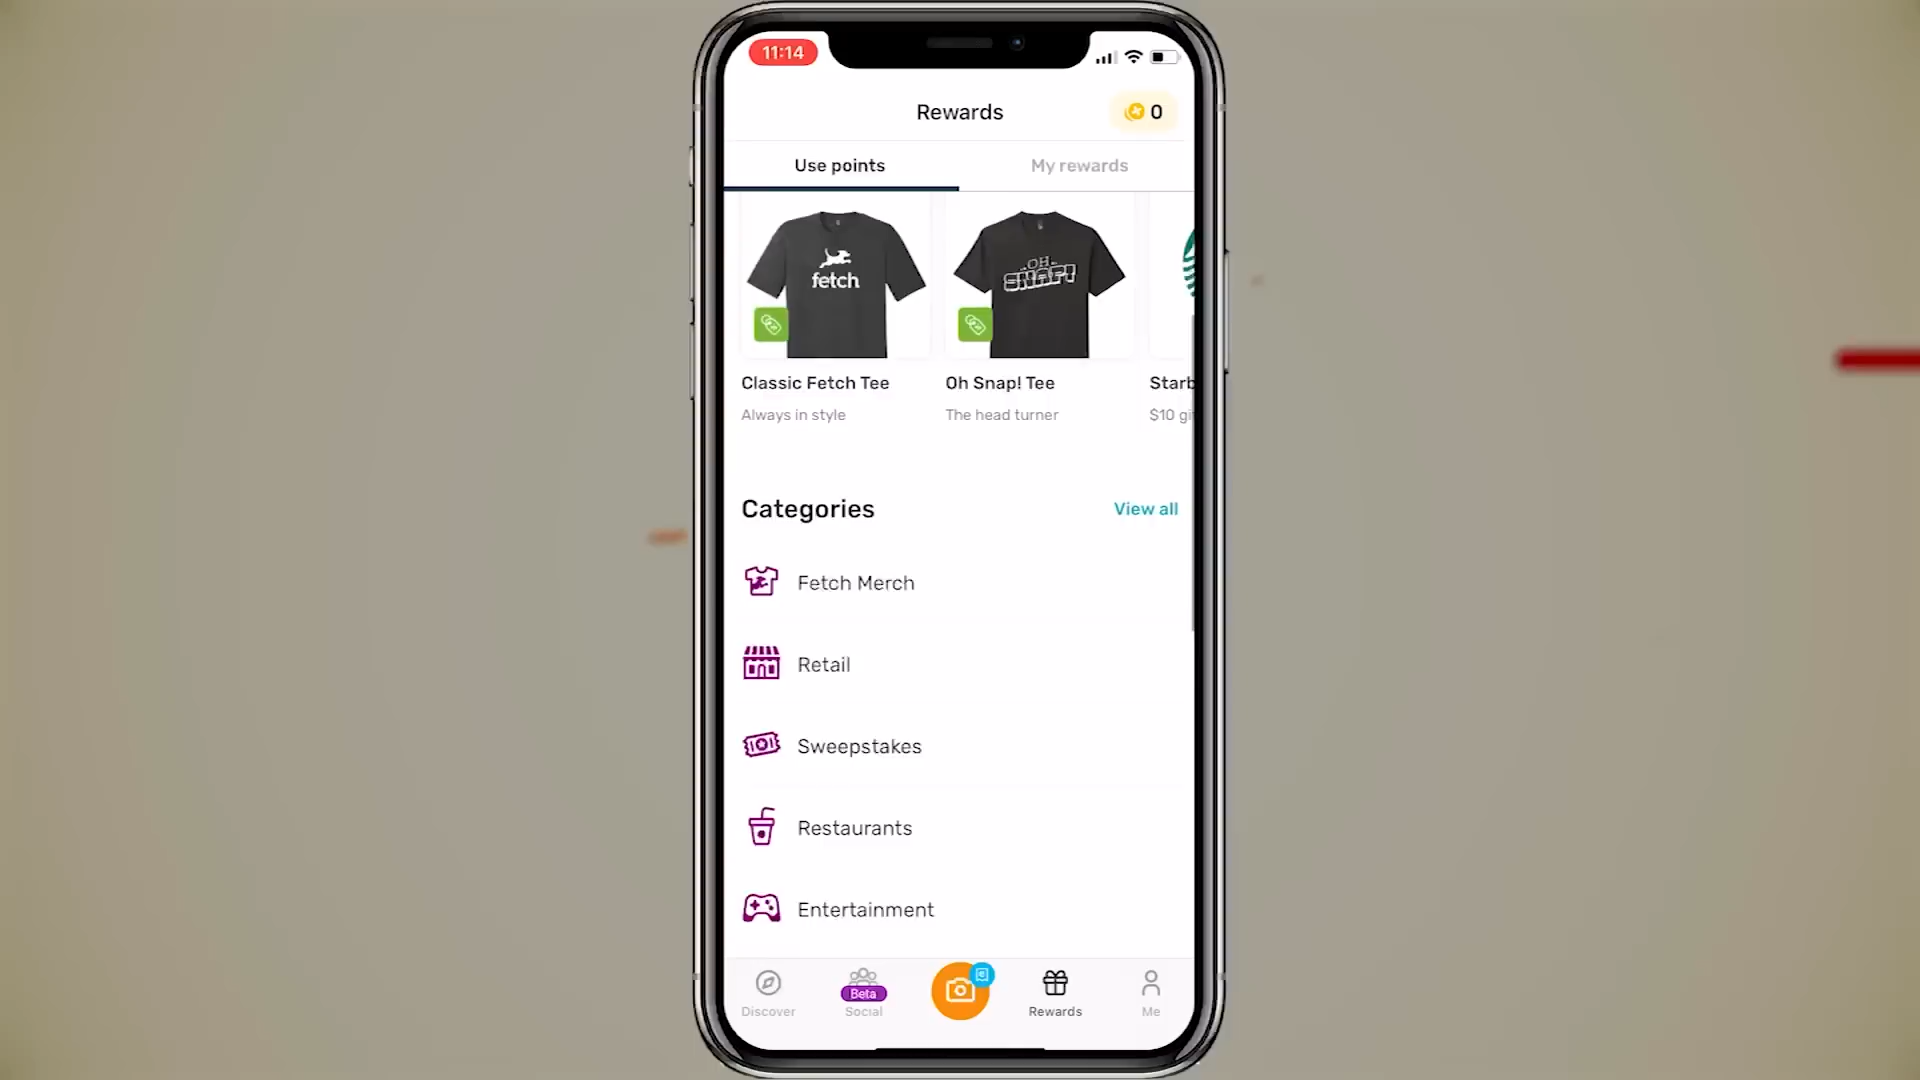 11:14
Rewards
0
Use points
My rewards
fetch
OH
SNAP!
Classic Fetch Tee
Oh Snap! Tee
Starb
Always in style
The head turner
$10 gi
Categories
View all
Fetch Merch
Retail
Sweepstakes
Restaurants
Entertainment
Beta
Discover
Social
Rewards
Me